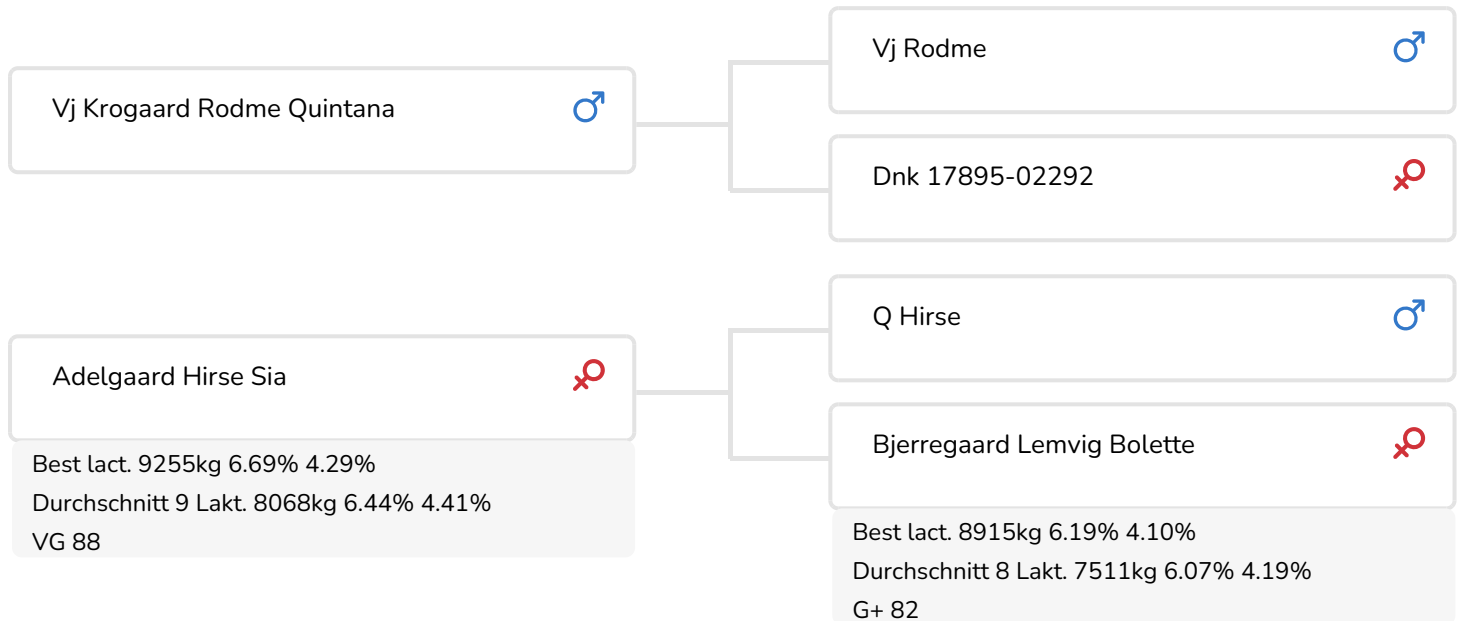 Vj Krogaard Rodme Quintana
Vj Rodme
Dnk 17895-02292
Adelgaard Hirse Sia
Best lact. 9255kg 6.69% 4.29%
Durchschnitt 9 Lakt. 8068kg 6.44% 4.41%
VG 88
Q Hirse
Bjerregaard Lemvig Bolette
Best lact. 8915kg 6.19% 4.10%
Durchschnitt 8 Lakt. 7511kg 6.07% 4.19%
G+ 82